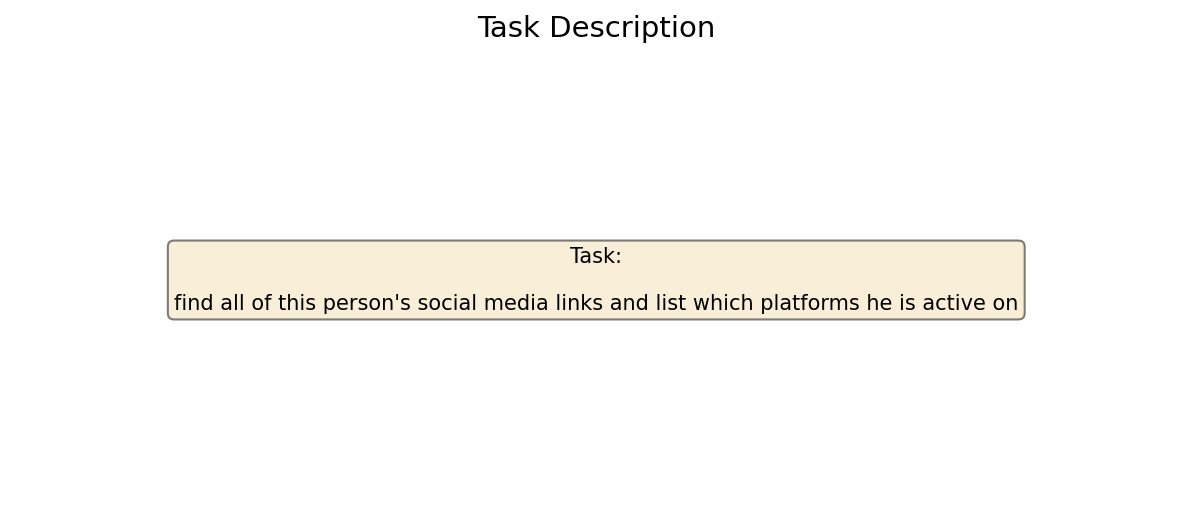 Task Description
Task:
find all of this person's social media links and list which platforms he is active on